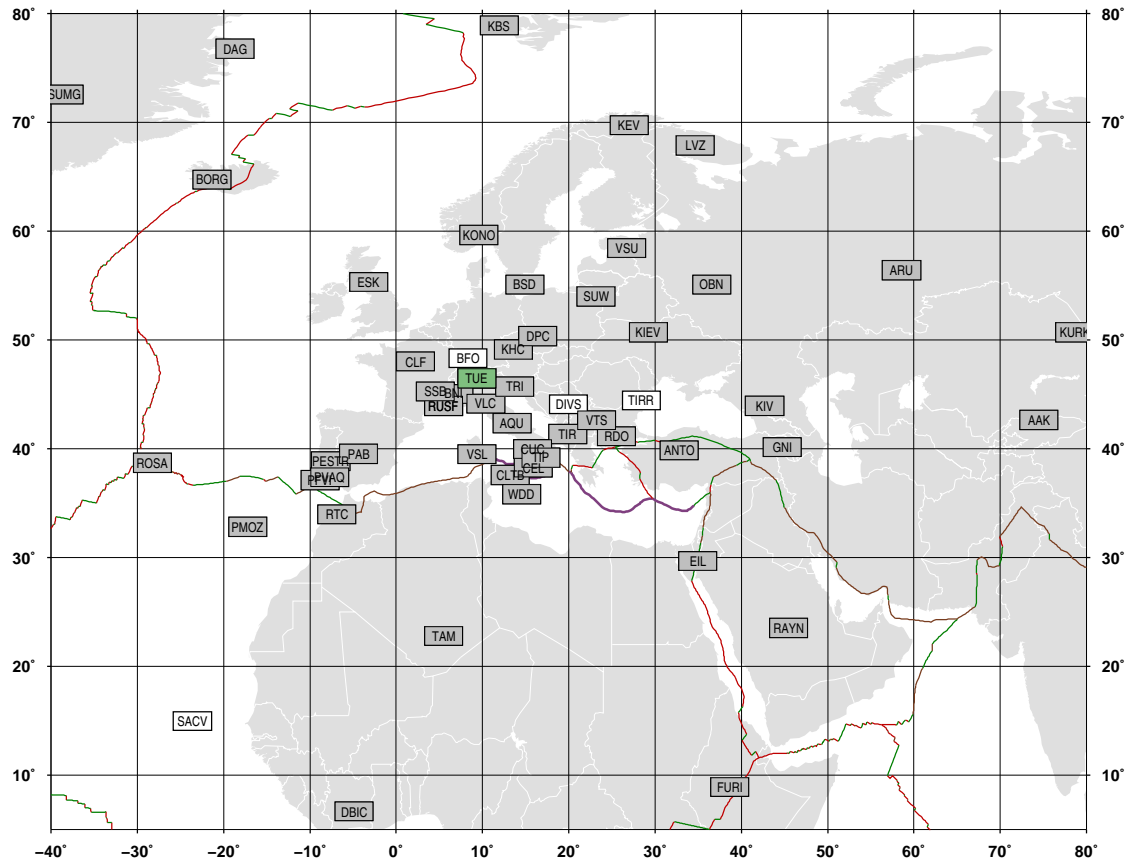 80˚ 80˚
KBS
DAG
SUMG
70˚ 70˚
KEV
LVZ
BORG
60˚ 60˚
KONO
VSU
ARU
ESK BSD OBN
SUW
50˚ 50˚
KIEV KURK
DPC
KHC
CLF BFO
TUE
TRI
SSB
RUSF VLC DIVS TIRR KIV
AQU VTS AAK
TIR RDO
40˚ 40˚
PAB VSL CUC ANTO GNI
ROSA PESTR TIP
CEL
PVAQ CLTB
WDD
RTC
PMOZ
30˚ 30˚
EIL
TAM RAYN
20˚ 20˚
SACV
10˚ 10˚
FURI
DBIC
−40˚ −30˚ −20˚ −10˚ 0˚ 10˚ 20˚ 30˚ 40˚ 50˚ 60˚ 70˚ 80˚